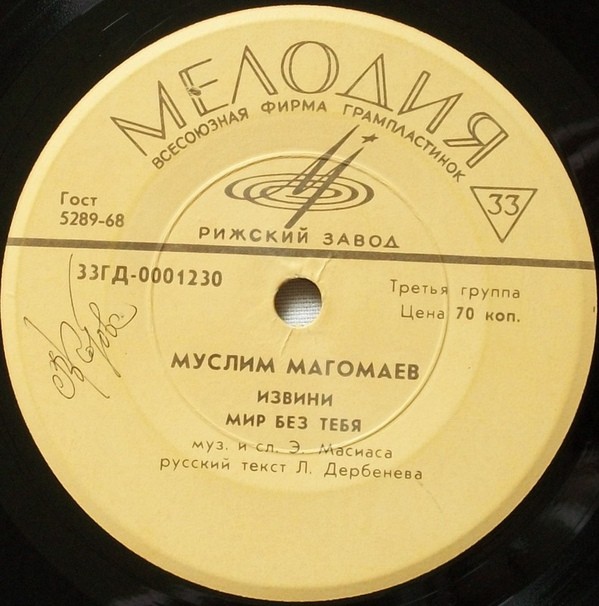 МЕЛОДИЯ
ВСЕСОЮЗНАЯ ФИРМА ГРАМПЛАСТИНОК
33
Гост
5289-68
РИЖСКИЙ ЗАВОД
33ГД-0001230
Третья группа
Цена 70 коп.
МУСЛИМ МАГОМАЕВ
ИЗВИНИ
МИР БЕЗ ТЕБЯ
муз. и сл. Э. Масиаса
русский текст Л. Дербенева